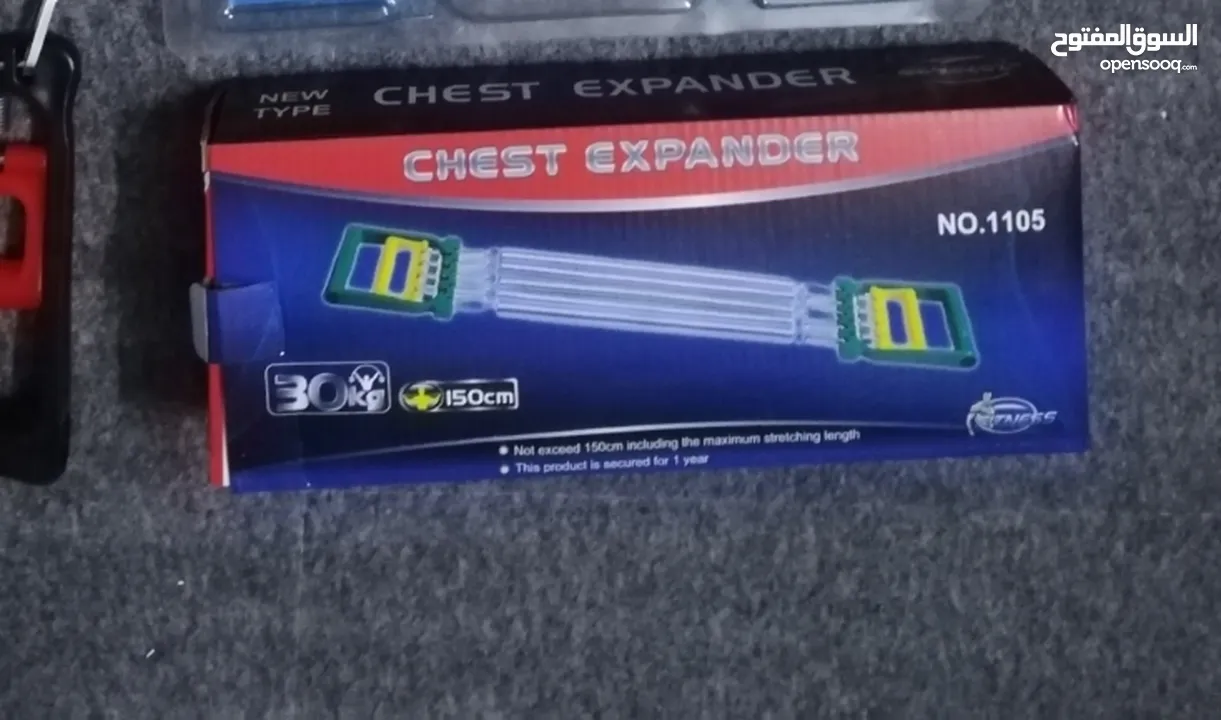 السوق المفتوح
opensooq.com
NEW TYPE CHEST EXPANDER
CHEST EXPANDER
NO.1105
30kg
150cm
FITNESS
Not exceed 150cm including the maximum stretching length
This product is secured for 1 year